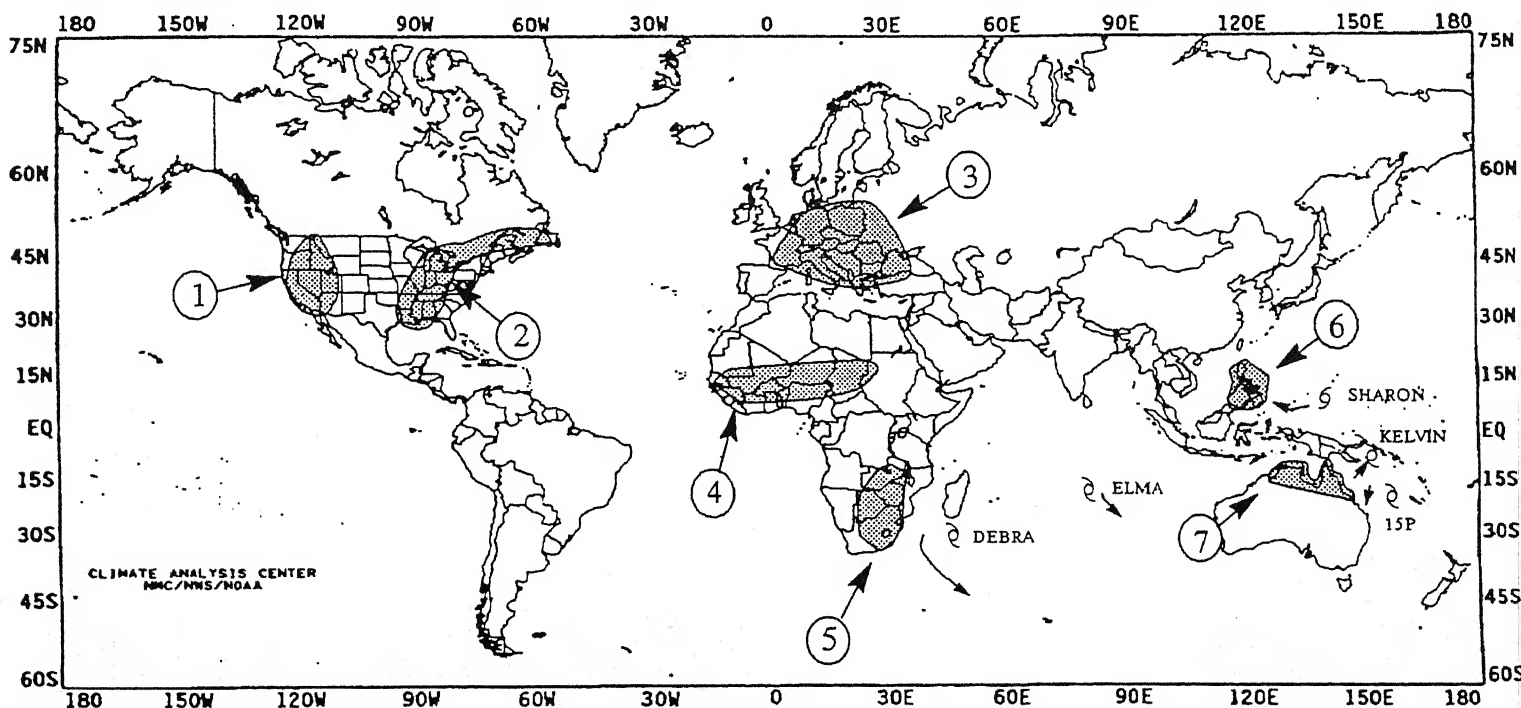 180 150W 120W 90W 60W 30W 0 30E 60E 90E 120E 150E 180
75N 75N
60N 60N
3
45N 45N
1
2
30N 30N
6
15N 15N
SHARON
EQ EQ
KELVIN
4
15S ELMA 15S
7
15P
30S DEBRA 30S
CLIMATE ANALYSIS CENTER
NMC/NWS/NOAA
45S 45S
5
60S 60S
180 150W 120W 90W 60W 30W 0 30E 60E 90E 120E 150E 180